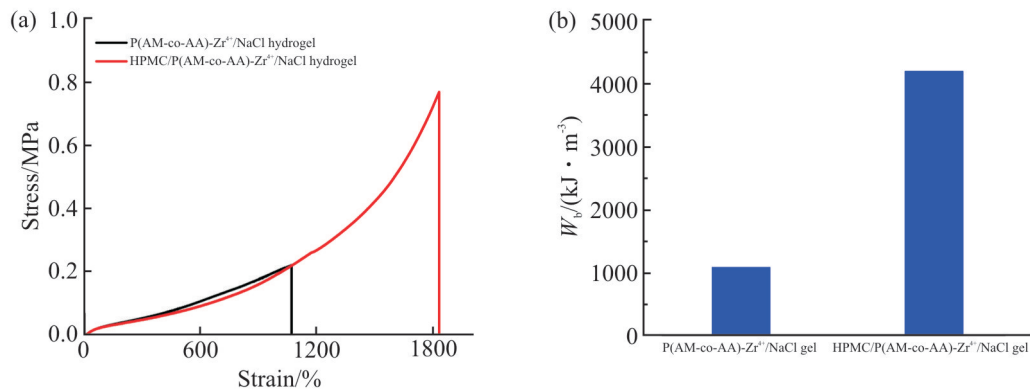 (a)
1.0
0.8
0.6
0.4
0.2
0.0
Stress/MPa
P(AM-co-AA)-Zr⁴⁺/NaCl hydrogel
HPMC/P(AM-co-AA)-Zr⁴⁺/NaCl hydrogel
0
600
1200
1800
Strain/%
(b)
5000
4000
3000
2000
1000
0
W_b/(kJ·m⁻³)
P(AM-co-AA)-Zr⁴⁺/NaCl gel
HPMC/P(AM-co-AA)-Zr⁴⁺/NaCl gel